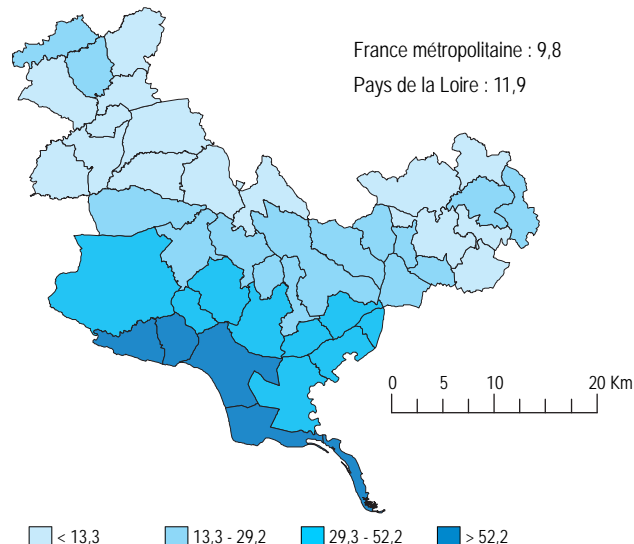 France métropolitaine : 9,8
Pays de la Loire : 11,9
0 5 10 20 Km
< 13,3 13,3 - 29,2 29,3 - 52,2 > 52,2